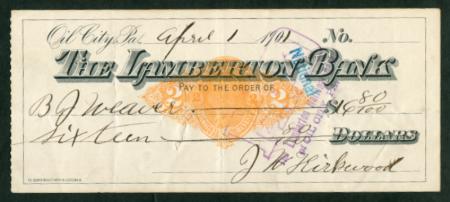 Oil City, Pa. April 1 1901 No.
THE LAMBERTON BANK
PAY TO THE ORDER OF
B J Weaver $16 80/100
Sixteen 80 DOLLARS
J W Kirkwood